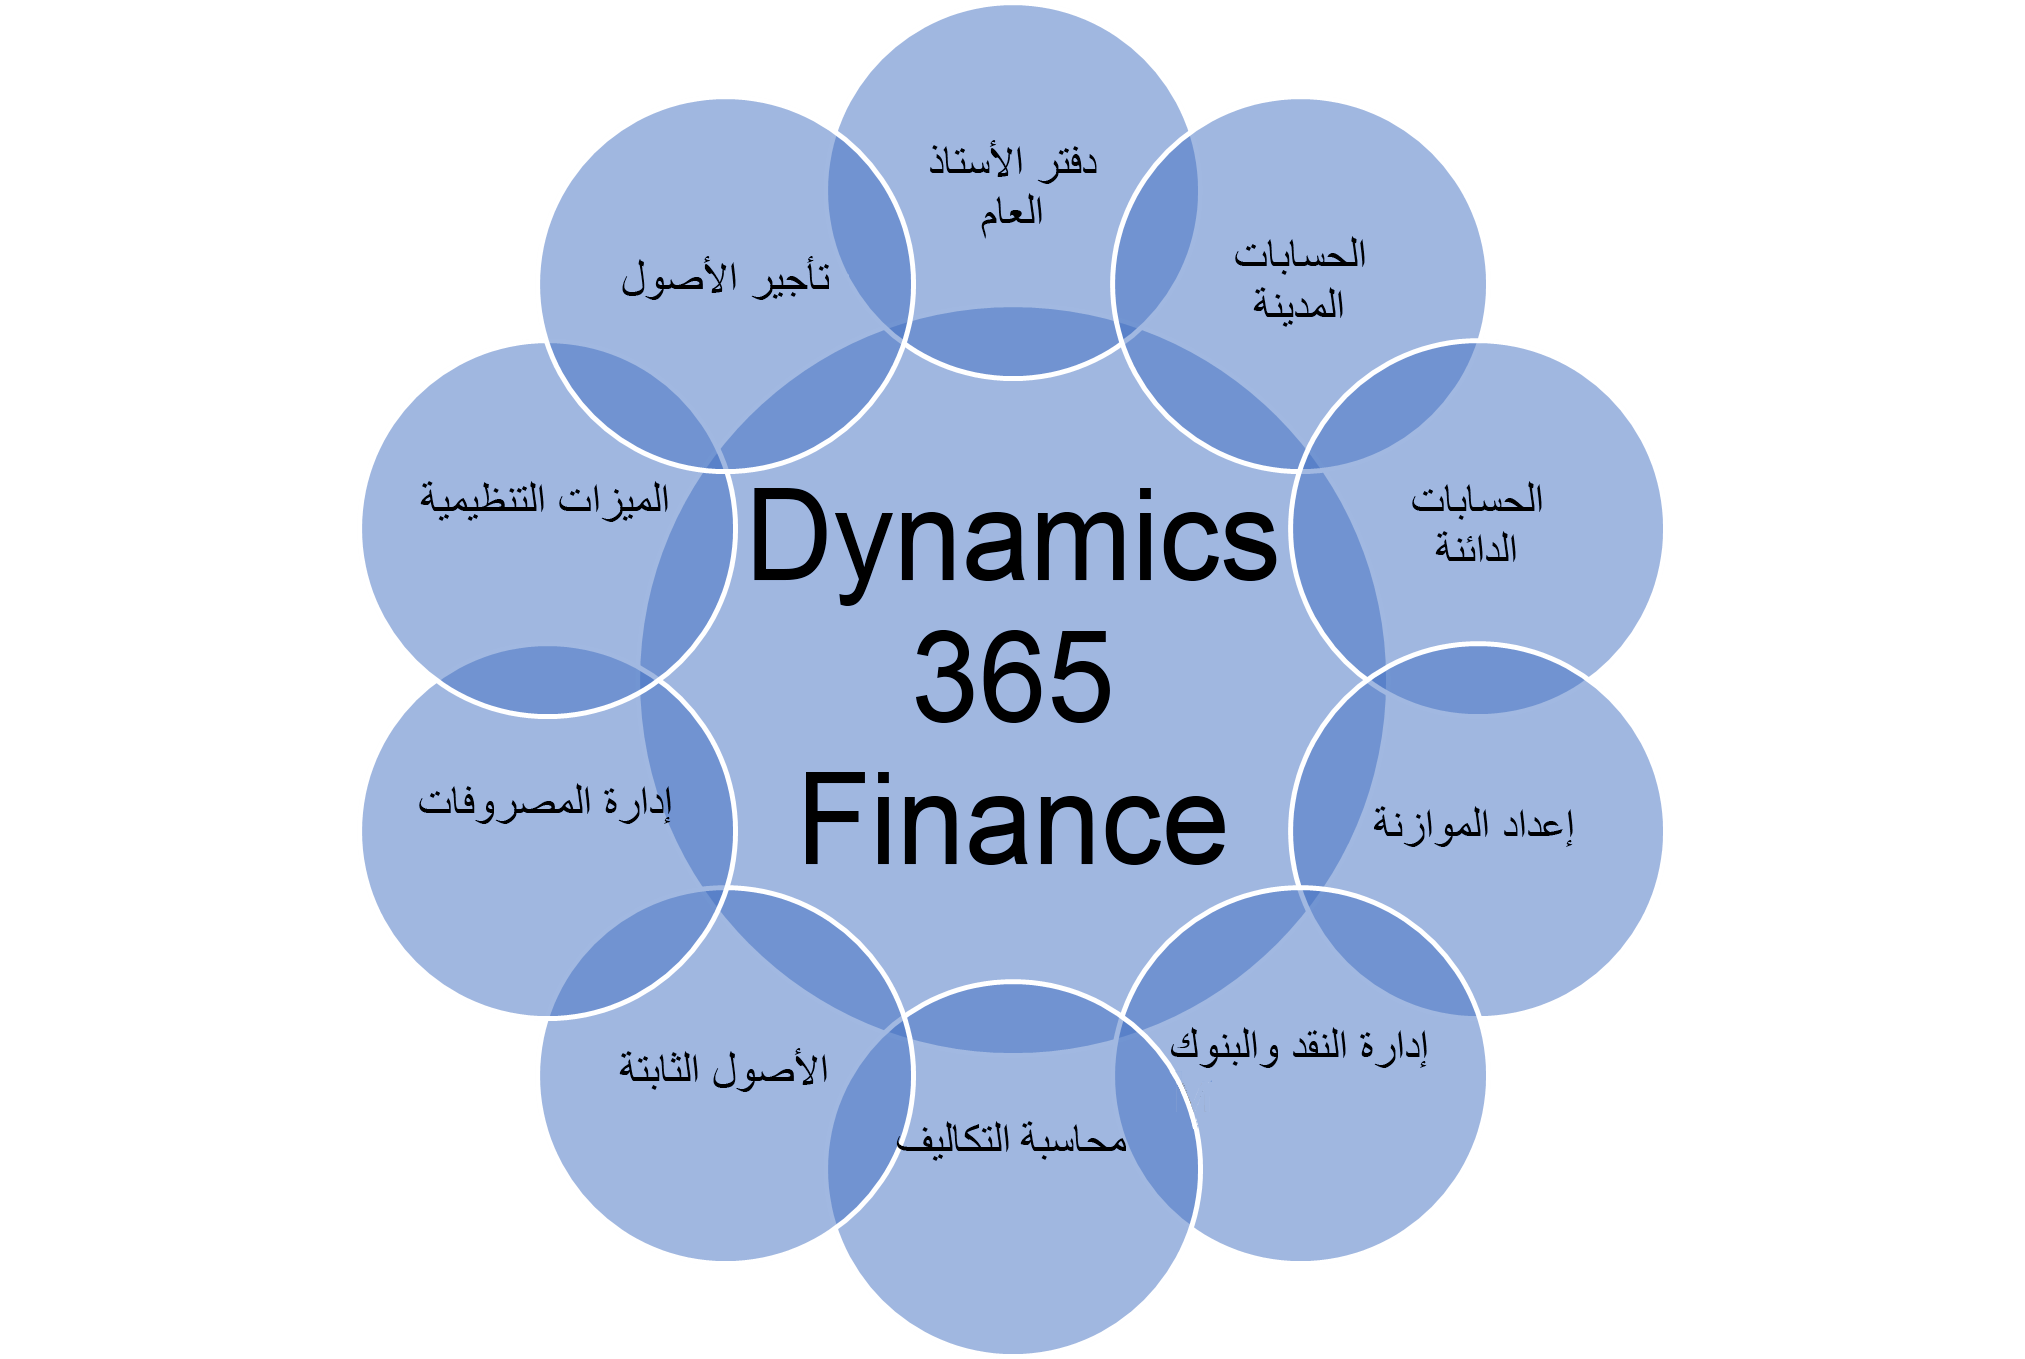 دفتر الأستاذ
العام
الحسابات
المدينة
الحسابات
الدائنة
إعداد الموازنة
إدارة النقد والبنوك
محاسبة التكاليف
الأصول الثابتة
إدارة المصروفات
الميزات التنظيمية
تأجير الأصول
Dynamics
365
Finance